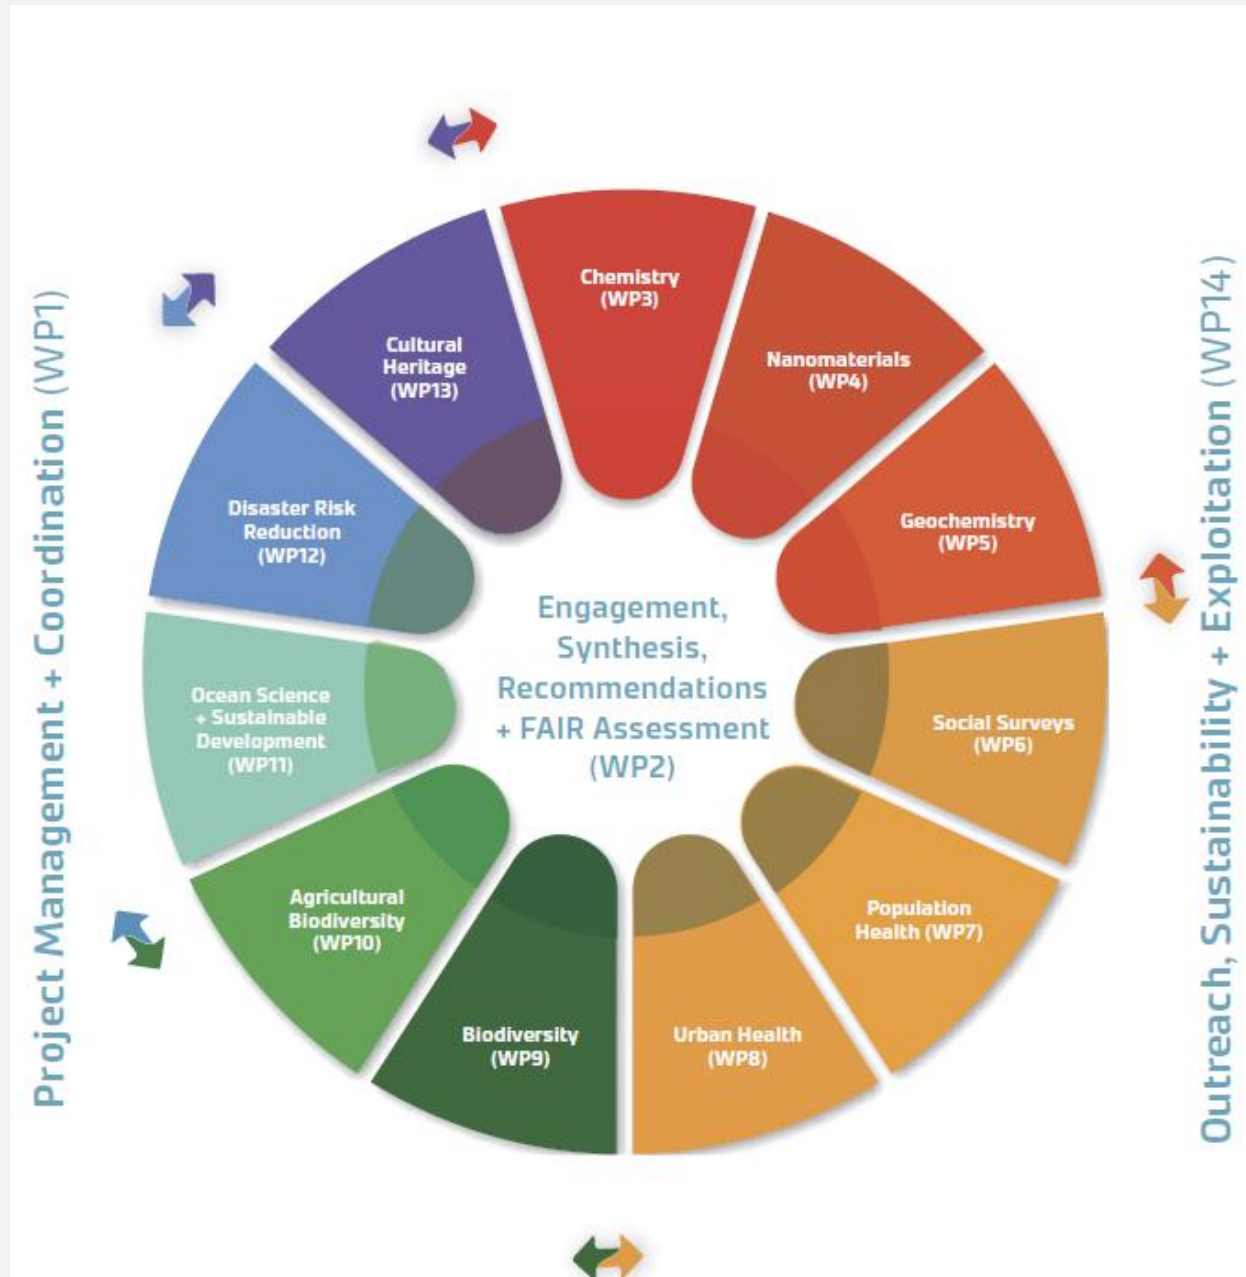 Project Management + Coordination (WP1)
Chemistry
(WP3)
Nanomaterials
(WP4)
Geochemistry
(WP5)
Social Surveys
(WP6)
Population
Health (WP7)
Urban Health
(WP8)
Biodiversity
(WP9)
Agricultural
Biodiversity
(WP10)
Ocean Science
+ Sustainable
Development
(WP11)
Disaster Risk
Reduction
(WP12)
Cultural
Heritage
(WP13)
Engagement,
Synthesis,
Recommendations
+ FAIR Assessment
(WP2)
Outreach, Sustainability + Exploitation (WP14)